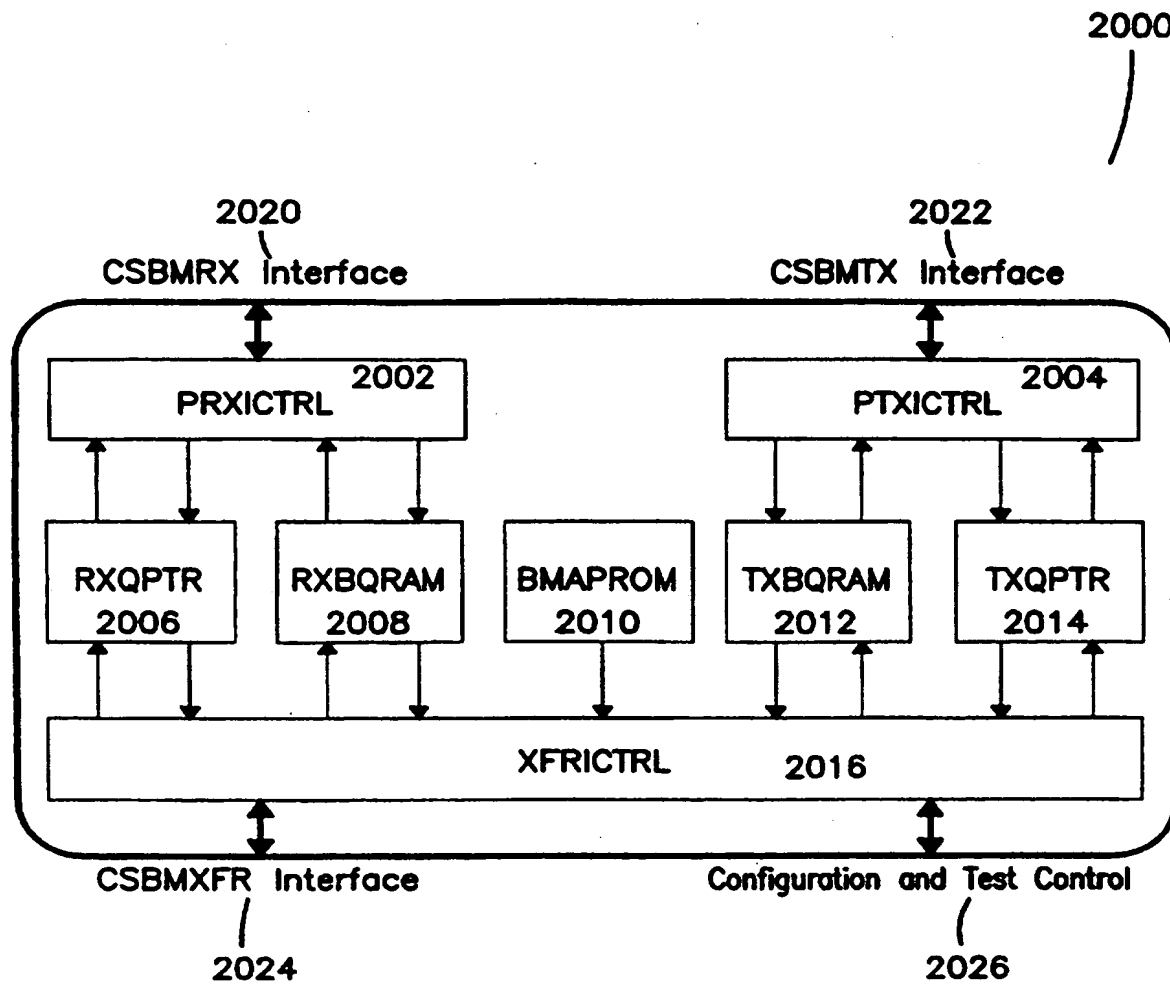 2000
2020
2022
CSBMRX Interface
CSBMTX Interface
2002
PRXICTRL
2004
PTXICTRL
RXQPTR
2006
RXBQRAM
2008
BMAPROM
2010
TXBQRAM
2012
TXQPTR
2014
XFRICTRL
2016
CSBMXFR Interface
Configuration and Test Control
2024
2026